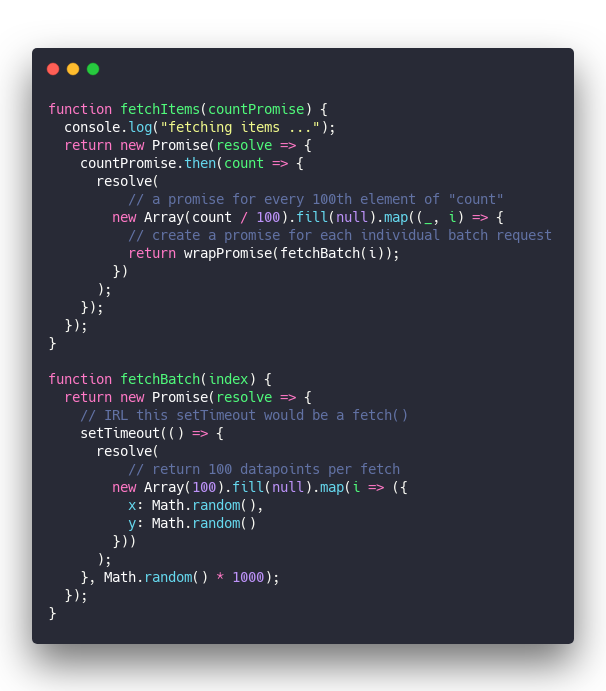 function fetchItems(countPromise) {
  console.log("fetching items ...");
  return new Promise(resolve => {
    countPromise.then(count => {
      resolve(
          // a promise for every 100th element of "count"
        new Array(count / 100).fill(null).map((_, i) => {
          // create a promise for each individual batch request
          return wrapPromise(fetchBatch(i));
        })
      );
    });
  });
}

function fetchBatch(index) {
  return new Promise(resolve => {
    // IRL this setTimeout would be a fetch()
    setTimeout(() => {
      resolve(
          // return 100 datapoints per fetch
        new Array(100).fill(null).map(i => ({
          x: Math.random(),
          y: Math.random()
        }))
      );
    }, Math.random() * 1000);
  });
}